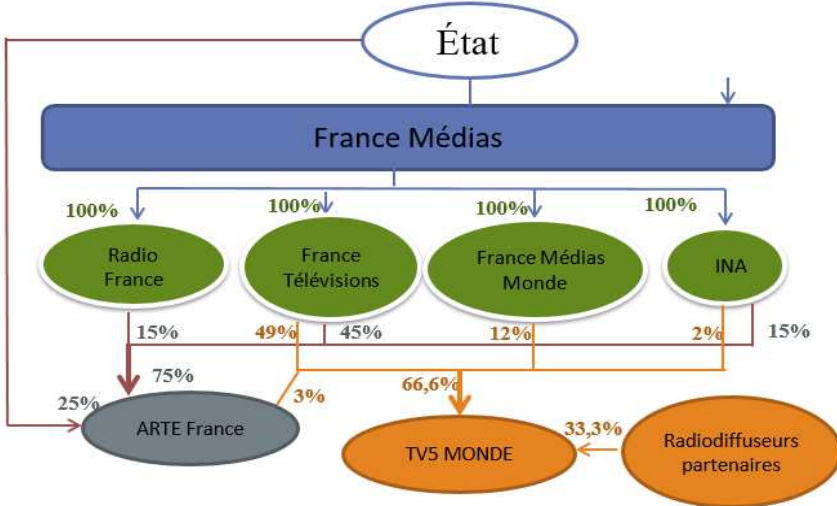 État
France Médias
100%
100%
100%
100%
Radio
France
France
Télévisions
France Médias
Monde
INA
15%
49%
45%
12%
2%
15%
75%
3%
66,6%
25%
33,3%
ARTE France
TV5 MONDE
Radiodiffuseurs
partenaires